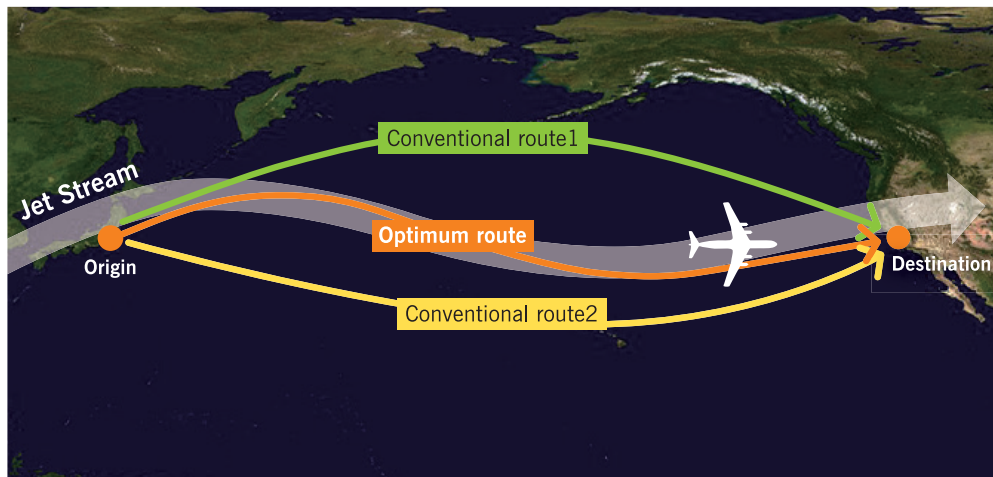 Conventional route1
Jet Stream
Optimum route
Origin
Destination
Conventional route2